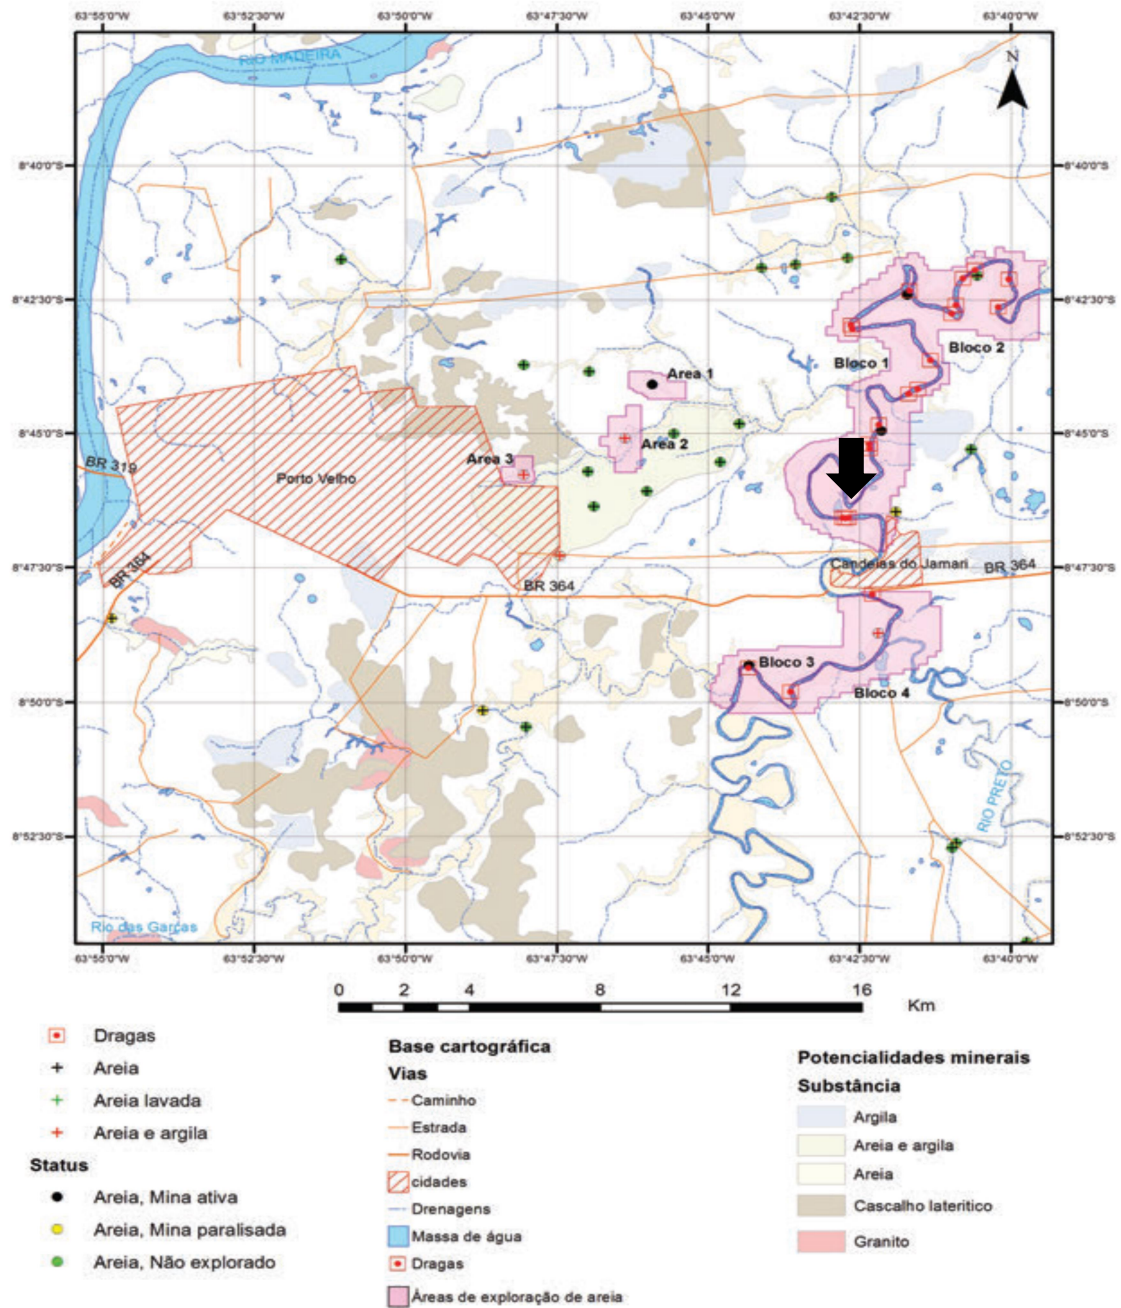 63°55'0"W 63°52'30"W 63°50'0"W 63°47'30"W 63°45'0"W 63°42'30"W 63°40'0"W
RIO MADEIRA
N
8°40'0"S 8°40'0"S
8°42'30"S 8°42'30"S
Bloco 2
Bloco 1
Area 1
8°45'0"S 8°45'0"S
Area 2
Area 3
BR 319
Porto Velho
Candeias do Jamari
BR 364
8°47'30"S 8°47'30"S
BR 364
BR 364
Bloco 3
Bloco 4
8°50'0"S 8°50'0"S
RIO PRETO
8°52'30"S 8°52'30"S
Rio das Garças
63°55'0"W 63°52'30"W 63°50'0"W 63°47'30"W 63°45'0"W 63°42'30"W 63°40'0"W
0 2 4 8 12 16
Km
Dragas
Areia
Areia lavada
Areia e argila
Status
Areia, Mina ativa
Areia, Mina paralisada
Areia, Não explorado
Base cartográfica
Vias
Caminho
Estrada
Rodovia
cidades
Drenagens
Massa de água
Dragas
Áreas de exploração de areia
Potencialidades minerais
Substância
Argila
Areia e argila
Areia
Cascalho lateritico
Granito